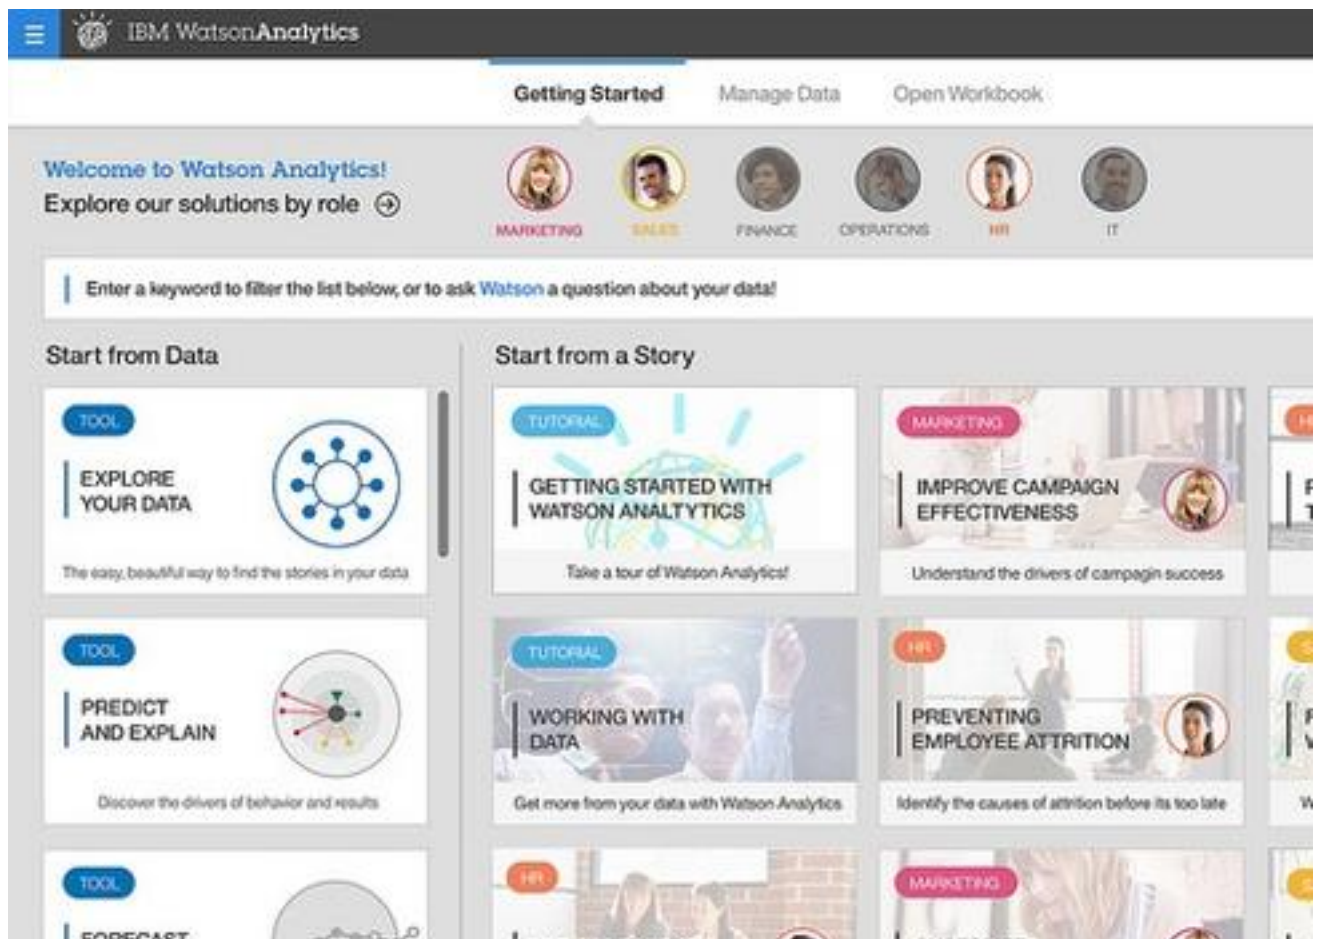 IBM WatsonAnalytics
Getting Started
Manage Data
Open Workbook
Welcome to Watson Analytics!
Explore our solutions by role
MARKETING
SALES
FINANCE
OPERATIONS
HR
IT
Enter a keyword to filter the list below, or to ask Watson a question about your data!
Start from Data
TOOL
EXPLORE
YOUR DATA
The easy, beautiful way to find the stories in your data
TOOL
PREDICT
AND EXPLAIN
Discover the drivers of behavior and results
TOOL
FORECAST
Start from a Story
TUTORIAL
GETTING STARTED WITH
WATSON ANALTYTICS
Take a tour of Watson Analytics!
MARKETING
IMPROVE CAMPAIGN
EFFECTIVENESS
Understand the drivers of campagin success
TUTORIAL
WORKING WITH
DATA
Get more from your data with Watson Analytics
HR
PREVENTING
EMPLOYEE ATTRITION
Identify the causes of attrition before its too late
HR
MARKETING